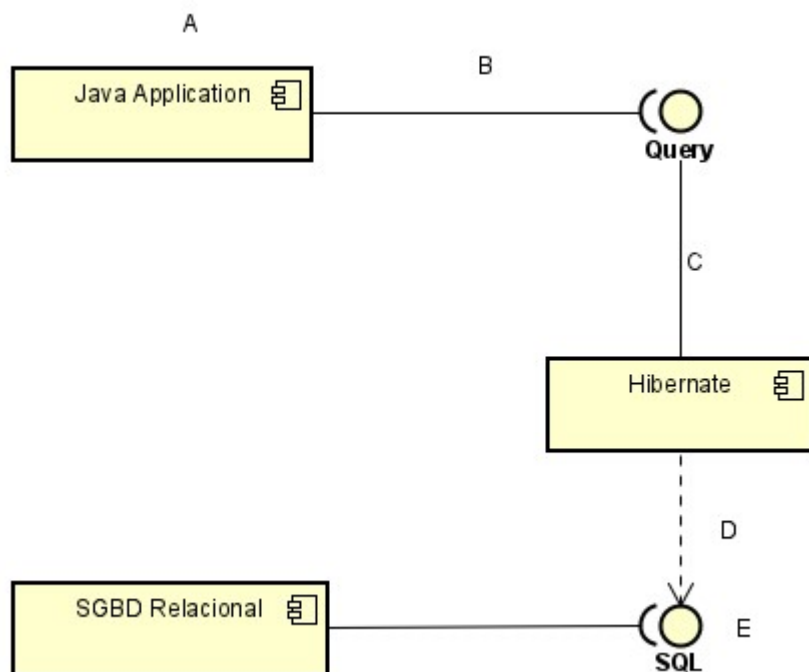 A
Java Application
B
Query
C
Hibernate
D
SGBD Relacional
E
SQL